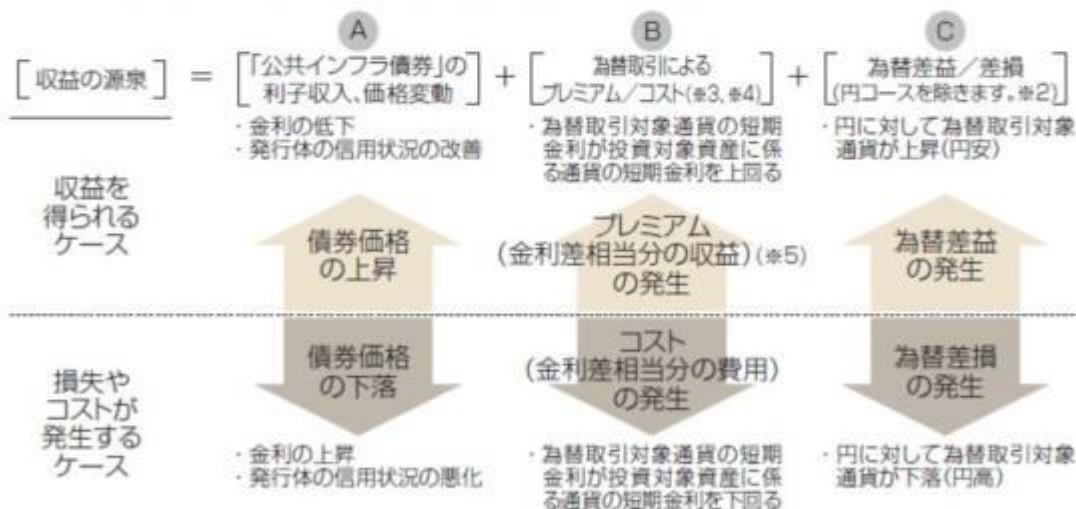 A
B
C
[収益の源泉] = [「公共インフラ債券」の
利子収入、価格変動] + [為替取引による
プレミアム/コスト(※3、※4)] + [為替差益/差損
(円コースを除きます。※2)]
・金利の低下
・発行体の信用状況の改善
・為替取引対象通貨の短期
金利が投資対象資産に係
る通貨の短期金利を上回る
・円に対して為替取引対象
通貨が上昇(円安)
収益を
得られる
ケース
債券価格
の上昇
プレミアム
(金利差相当分の収益)(※5)
の発生
為替差益
の発生
損失や
コストが
発生する
ケース
債券価格
の下落
コスト
(金利差相当分の費用)
の発生
為替差損
の発生
・金利の上昇
・発行体の信用状況の悪化
・為替取引対象通貨の短期
金利が投資対象資産に係
る通貨の短期金利を下回る
・円に対して為替取引対象
通貨が下落(円高)